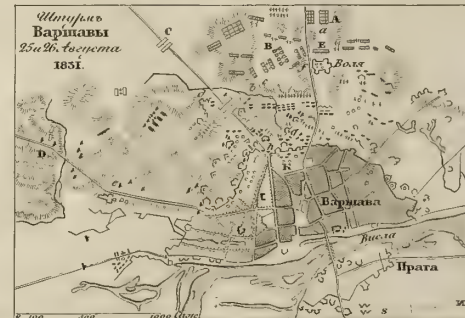 Штурмъ
Варшавы
25 и 26. Августа
1831.
C
A
a
E
B
Воля
D
К
Варшава
Висла
Прага